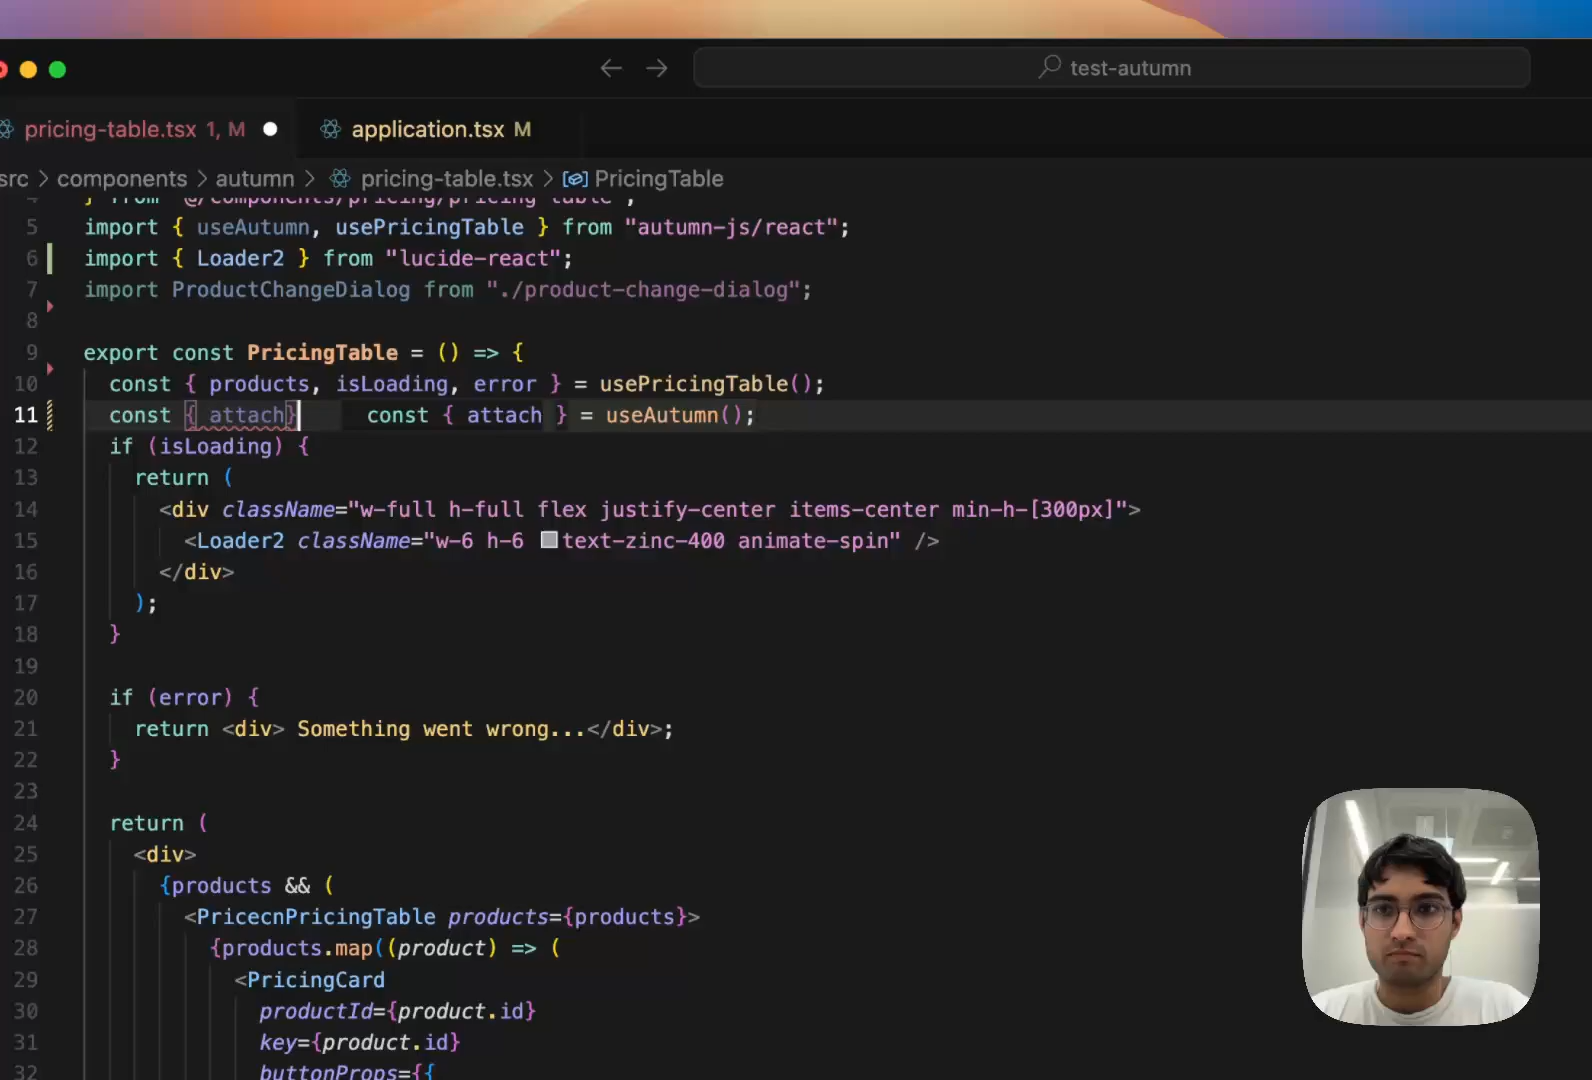 test-autumn
pricing-table.tsx 1, M
application.tsx M
src > components > autumn > pricing-table.tsx > PricingTable
4 } from "@/components/pricing/pricing-table";
5 import { useAutumn, usePricingTable } from "autumn-js/react";
6 import { Loader2 } from "lucide-react";
7 import ProductChangeDialog from "./product-change-dialog";
8
9 export const PricingTable = () => {
10 const { products, isLoading, error } = usePricingTable();
11 const { attach} const { attach } = useAutumn();
12 if (isLoading) {
13 return (
14 <div className="w-full h-full flex justify-center items-center min-h-[300px]">
15 <Loader2 className="w-6 h-6 text-zinc-400 animate-spin" />
16 </div>
17 );
18 }
19
20 if (error) {
21 return <div> Something went wrong...</div>;
22 }
23
24 return (
25 <div>
26 {products && (
27 <PricecnPricingTable products={products}>
28 {products.map((product) => (
29 <PricingCard
30 productId={product.id}
31 key={product.id}
32 buttonProps={{